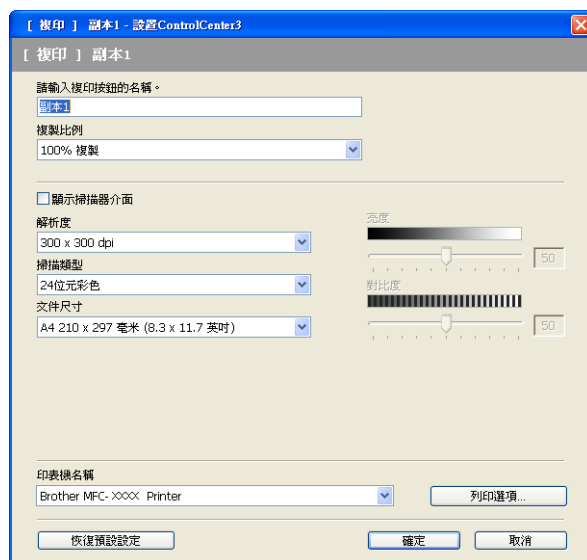 [ 複印 ] 副本1 - 設置ControlCenter3
[ 複印 ] 副本1
請輸入複印按鈕的名稱。
副本1
複製比例
100% 複製
顯示掃描器介面
解析度
300 x 300 dpi
掃描類型
24位元彩色
文件尺寸
A4 210 x 297 毫米 (8.3 x 11.7 英吋)
亮度
50
對比度
50
印表機名稱
Brother MFC- XXXX Printer
列印選項...
恢復預設設定
確定
取消